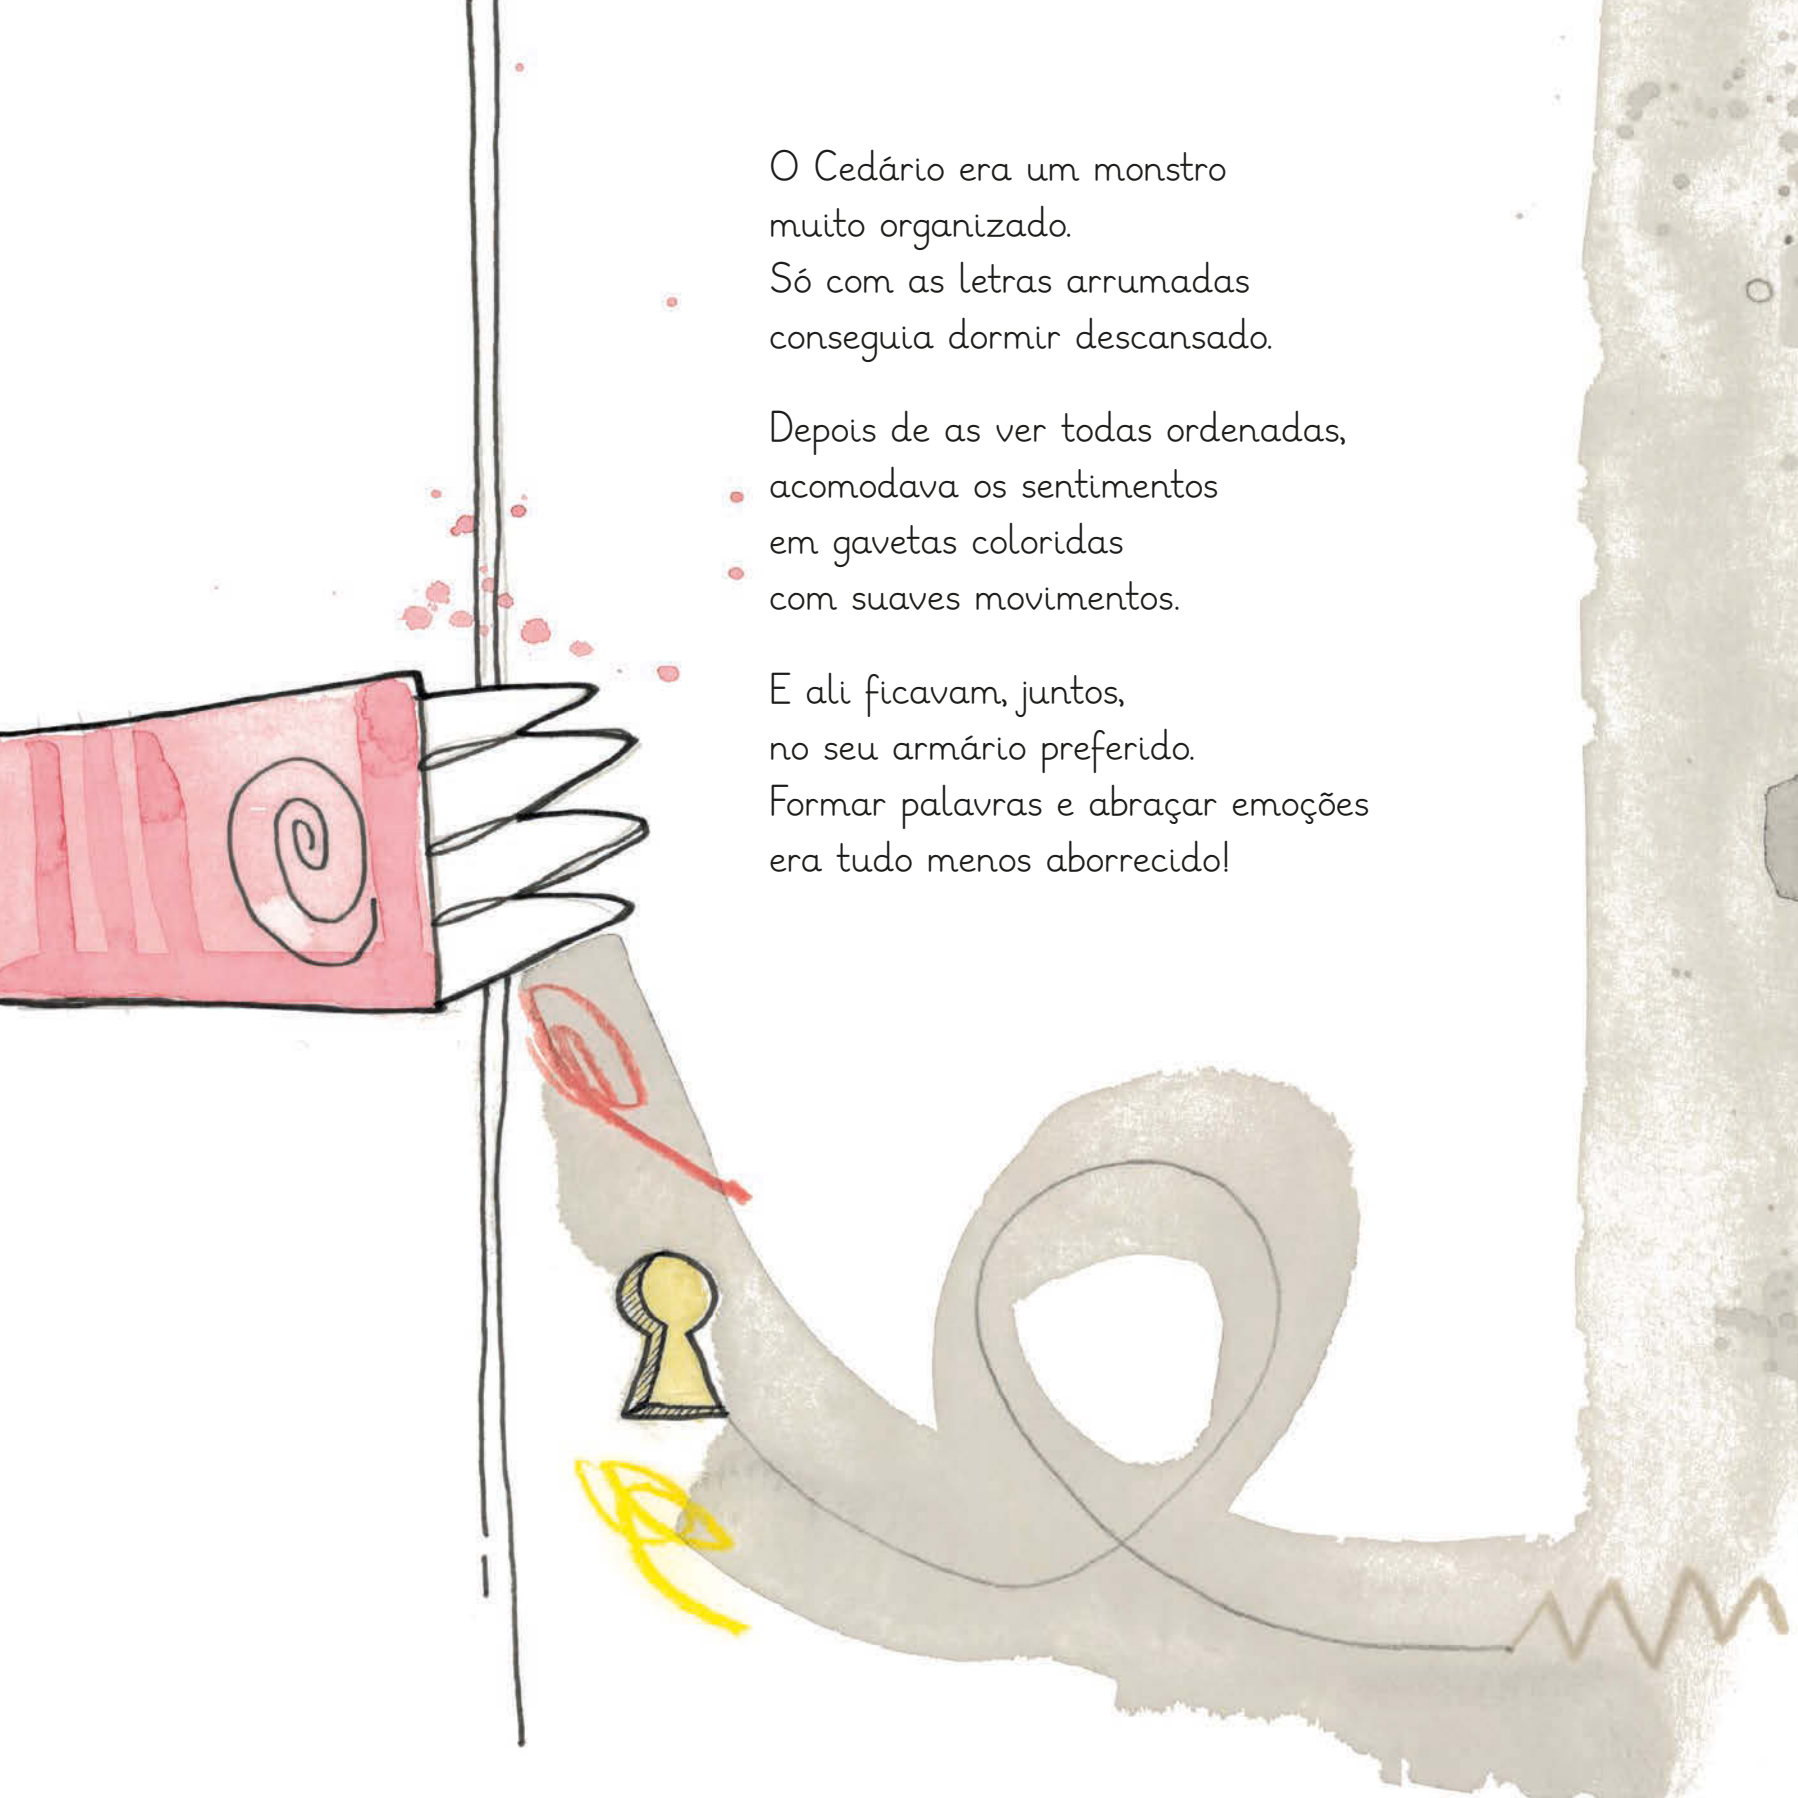 O Cedário era um monstro
muito organizado.
Só com as letras arrumadas
conseguia dormir descansado.
Depois de as ver todas ordenadas,
acomodava os sentimentos
em gavetas coloridas
com suaves movimentos.
E ali ficavam, juntos,
no seu armário preferido.
Formar palavras e abraçar emoções
era tudo menos aborrecido!